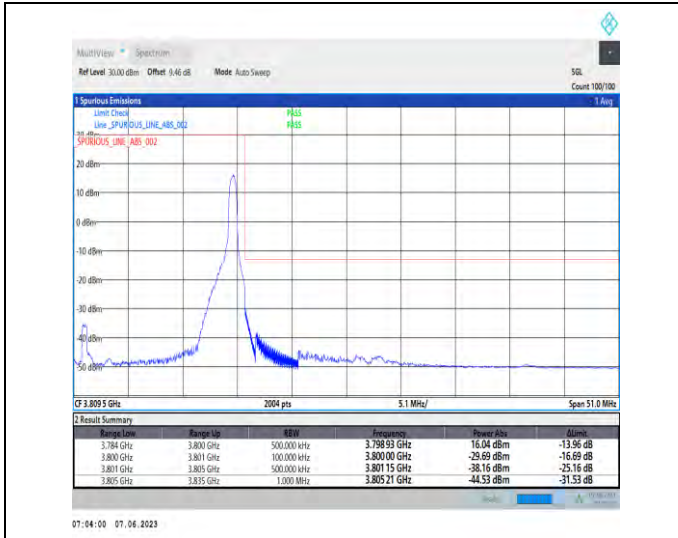 MultiView Spectrum
Ref Level 30.00 dBm Offset 9.46 dB Mode Auto Sweep SGL
Count 100/100
1 Spurious Emissions 1 Avg
Limit Check PASS
Line _SPURIOUS_LINE_ABS_002 PASS
30 dBm
_SPURIOUS_LINE_ABS_002
20 dBm
10 dBm
0 dBm
-10 dBm
-20 dBm
-30 dBm
-40 dBm
-50 dBm
CF 3.8095 GHz 2004 pts 5.1 MHz/ Span 51.0 MHz
2 Result Summary
Range Low Range Up RBW Frequency Power Abs ΔLimit
3.784 GHz 3.800 GHz 500.000 kHz 3.798 93 GHz 16.04 dBm -13.96 dB
3.800 GHz 3.801 GHz 100.000 kHz 3.800 00 GHz -29.69 dBm -16.69 dB
3.801 GHz 3.805 GHz 500.000 kHz 3.801 15 GHz -38.16 dBm -25.16 dB
3.805 GHz 3.835 GHz 1.000 MHz 3.805 21 GHz -44.53 dBm -31.53 dB
07:04:00 07.06.2023